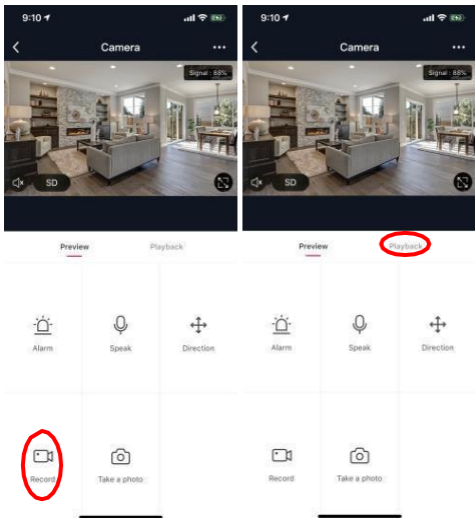 9:10
Camera
Signal: 88%
SD
Preview Playback
Alarm Speak Direction
Record Take a photo
9:10
Camera
Signal: 88%
SD
Preview Playback
Alarm Speak Direction
Record Take a photo